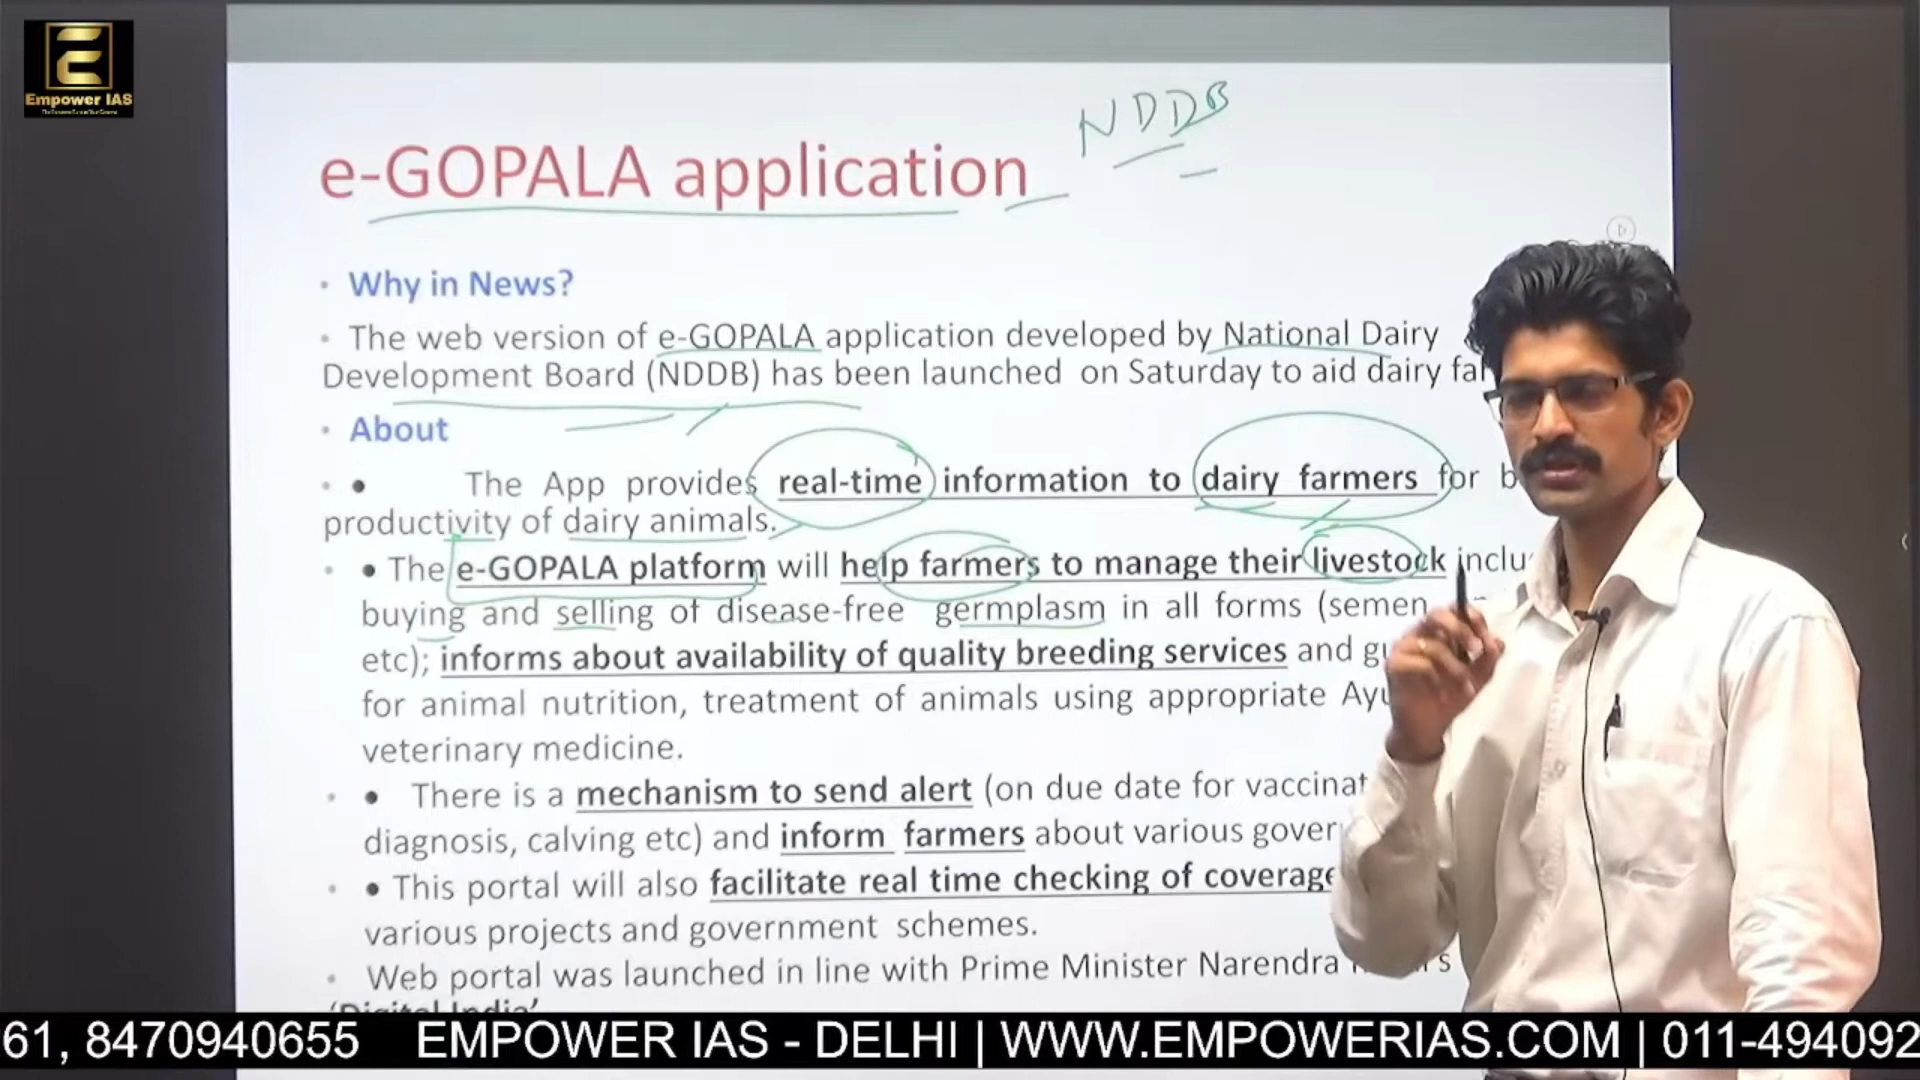 Empower IAS
NDDB
e-GOPALA application
Why in News?
The web version of e-GOPALA application developed by National Dairy
Development Board (NDDB) has been launched on Saturday to aid dairy
About
The App provides real-time information to dairy farmers for
productivity of dairy animals.
The e-GOPALA platform will help farmers to manage their livestock
buying and selling of disease-free germplasm in all forms (semen
etc); informs about availability of quality breeding services and
for animal nutrition, treatment of animals using appropriate
veterinary medicine.
There is a mechanism to send alert (on due date for
diagnosis, calving etc) and inform farmers about various
This portal will also facilitate real time checking of
various projects and government schemes.
Web portal was launched in line with Prime Minister Narendra
'Digital India'
61, 8470940655 EMPOWER IAS - DELHI | WWW.EMPOWERIAS.COM | 011-494092